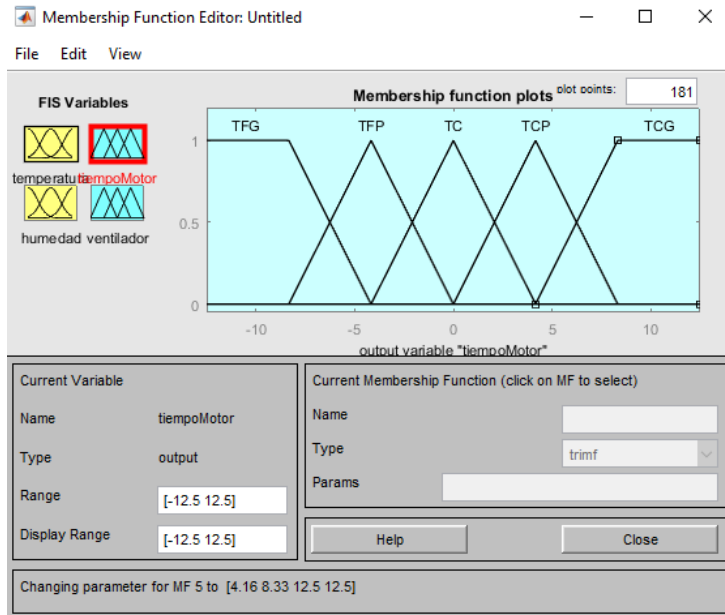 Membership Function Editor: Untitled
File Edit View
FIS Variables
temperatura tiempoMotor
humedad ventilador
Membership function plots plot points: 181
TFG TFP TC TCP TCG
1
0.5
0
-10 -5 0 5 10
output variable "tiempoMotor"
Current Variable
Name tiempoMotor
Type output
Range [-12.5 12.5]
Display Range [-12.5 12.5]
Current Membership Function (click on MF to select)
Name
Type trimf
Params
Help Close
Changing parameter for MF 5 to [4.16 8.33 12.5 12.5]